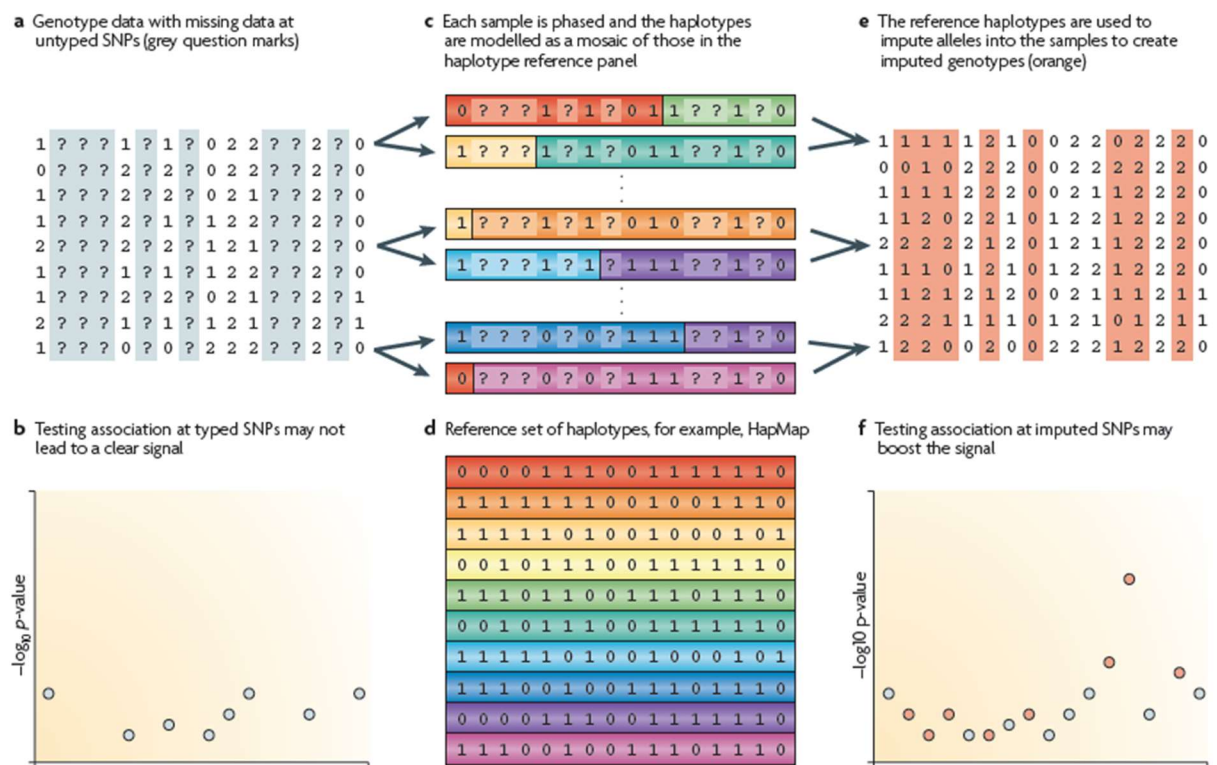 a Genotype data with missing data at
untyped SNPs (grey question marks)
1 ? ? ? 1 ? 1 ? 0 2 2 ? ? 2 ? 0
0 ? ? ? 2 ? 2 ? 0 2 2 ? ? 2 ? 0
1 ? ? ? 2 ? 2 ? 0 2 1 ? ? 2 ? 0
1 ? ? ? 2 ? 1 ? 1 2 2 ? ? 2 ? 0
2 ? ? ? 2 ? 2 ? 1 2 1 ? ? 2 ? 0
1 ? ? ? 1 ? 1 ? 1 2 2 ? ? 2 ? 0
1 ? ? ? 2 ? 2 ? 0 2 1 ? ? 2 ? 1
2 ? ? ? 1 ? 1 ? 1 2 1 ? ? 2 ? 1
1 ? ? ? 0 ? 0 ? 2 2 2 ? ? 2 ? 0
c Each sample is phased and the haplotypes
are modelled as a mosaic of those in the
haplotype reference panel
0 ? ? ? 1 ? 1 ? 0 1 1 ? ? 1 ? 0
1 ? ? ? 1 ? 1 ? 0 1 1 ? ? 1 ? 0
1 ? ? ? 1 ? 1 ? 0 1 0 ? ? 1 ? 0
1 ? ? ? 1 ? 1 ? 1 1 1 ? ? 1 ? 0
1 ? ? ? 0 ? 0 ? 1 1 1 ? ? 1 ? 0
0 ? ? ? 0 ? 0 ? 1 1 1 ? ? 1 ? 0
e The reference haplotypes are used to
impute alleles into the samples to create
imputed genotypes (orange)
1 1 1 1 1 2 1 0 0 2 2 0 2 2 2 0
0 0 1 0 2 2 2 0 0 2 2 2 2 2 2 0
1 1 1 1 2 2 2 0 0 2 1 1 2 2 2 0
1 1 2 0 2 2 1 0 1 2 2 1 2 2 2 0
2 2 2 2 2 1 2 0 1 2 1 1 2 2 2 0
1 1 1 0 1 2 1 0 1 2 2 1 2 2 2 0
1 1 2 1 2 1 2 0 0 2 1 1 1 2 1 1
2 2 2 1 1 1 1 0 1 2 1 0 1 2 1 1
1 2 2 0 0 2 0 0 2 2 2 1 2 2 2 0
b Testing association at typed SNPs may not
lead to a clear signal
–log10 p-value
d Reference set of haplotypes, for example, HapMap
0 0 0 0 1 1 1 0 0 1 1 1 1 1 1 0
1 1 1 1 1 1 1 0 0 1 0 0 1 1 1 0
1 1 1 1 1 0 1 0 0 1 0 0 0 1 0 1
0 0 1 0 1 1 1 0 0 1 1 1 1 1 1 0
1 1 1 0 1 1 0 0 1 1 1 0 1 1 1 0
0 0 1 0 1 1 1 0 0 1 1 1 1 1 1 0
1 1 1 1 1 0 1 0 0 1 0 0 0 1 0 1
1 1 1 0 0 1 0 0 1 1 1 0 1 1 1 0
0 0 0 0 1 1 1 0 0 1 1 1 1 1 1 0
1 1 1 0 0 1 0 0 1 1 1 0 1 1 1 0
f Testing association at imputed SNPs may
boost the signal
–log10 p-value